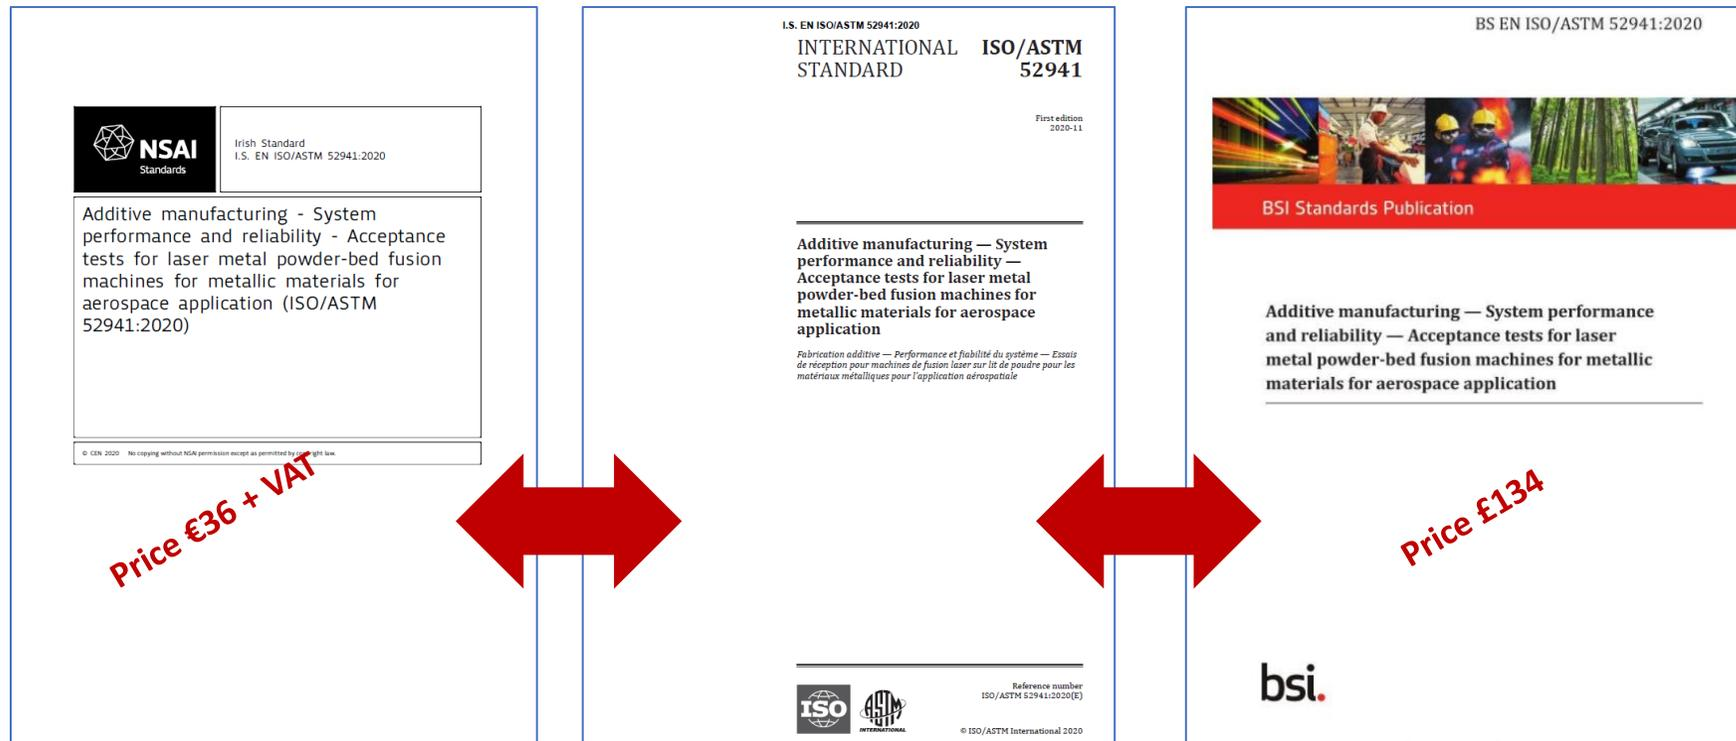 NSAI
Standards
Irish Standard
I.S. EN ISO/ASTM 52941:2020
Additive manufacturing - System
performance and reliability - Acceptance
tests for laser metal powder-bed fusion
machines for metallic materials for
aerospace application (ISO/ASTM
52941:2020)
© CEN 2020 No copying without NSAI permission except as permitted by copyright law.
Price €36 + VAT
I.S. EN ISO/ASTM 52941:2020
INTERNATIONAL STANDARD
ISO/ASTM 52941
First edition
2020-11
Additive manufacturing — System
performance and reliability —
Acceptance tests for laser metal
powder-bed fusion machines for
metallic materials for aerospace
application
Fabrication additive — Performance et fiabilité du système — Essais
de réception pour machines de fusion laser sur lit de poudre pour les
matériaux métalliques pour l'application aérospatiale
ISO
ASTM
INTERNATIONAL
Reference number
ISO/ASTM 52941:2020(E)
© ISO/ASTM International 2020
BS EN ISO/ASTM 52941:2020
BSI Standards Publication
Additive manufacturing — System performance
and reliability — Acceptance tests for laser
metal powder-bed fusion machines for metallic
materials for aerospace application
Price £134
bsi.